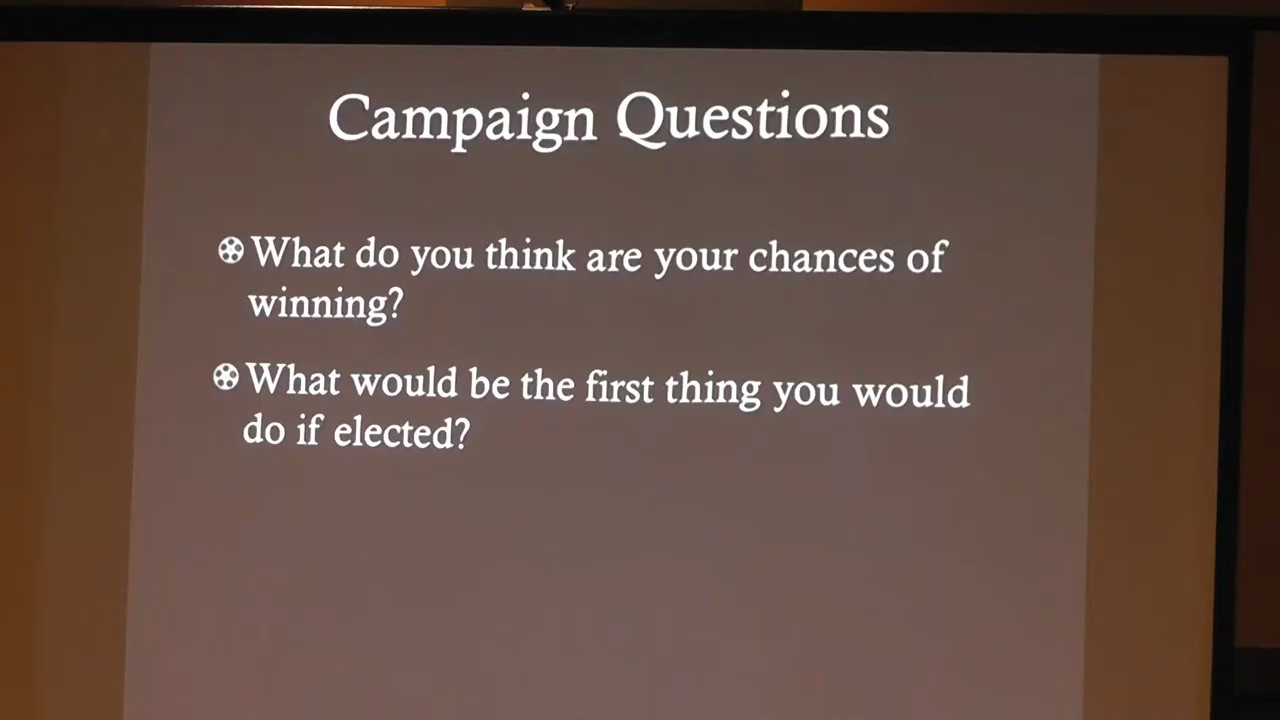 Campaign Questions
What do you think are your chances of
winning?
What would be the first thing you would
do if elected?